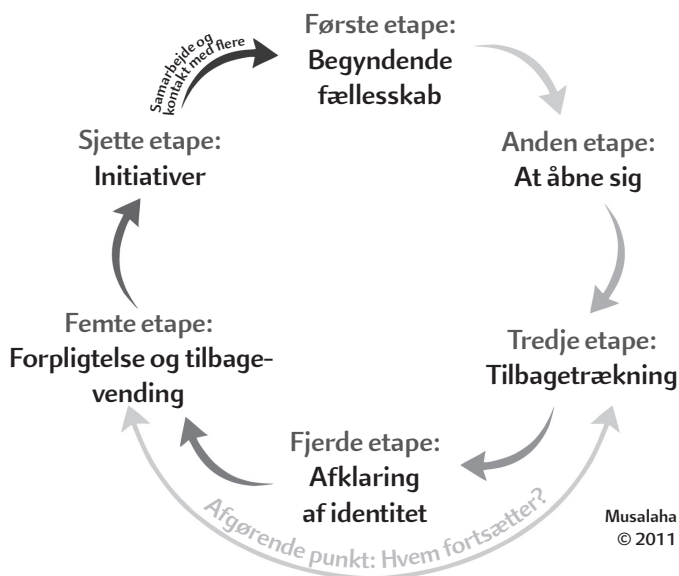 Første etape:
Begyndende
fællesskab
Anden etape:
At åbne sig
Tredje etape:
Tilbagetrækning
Fjerde etape:
Afklaring
af identitet
Femte etape:
Forpligtelse og tilbage-
vending
Sjette etape:
Initiativer
Samarbejde og
kontakt med flere
Afgørende punkt: Hvem fortsætter?
Musalaha
© 2011